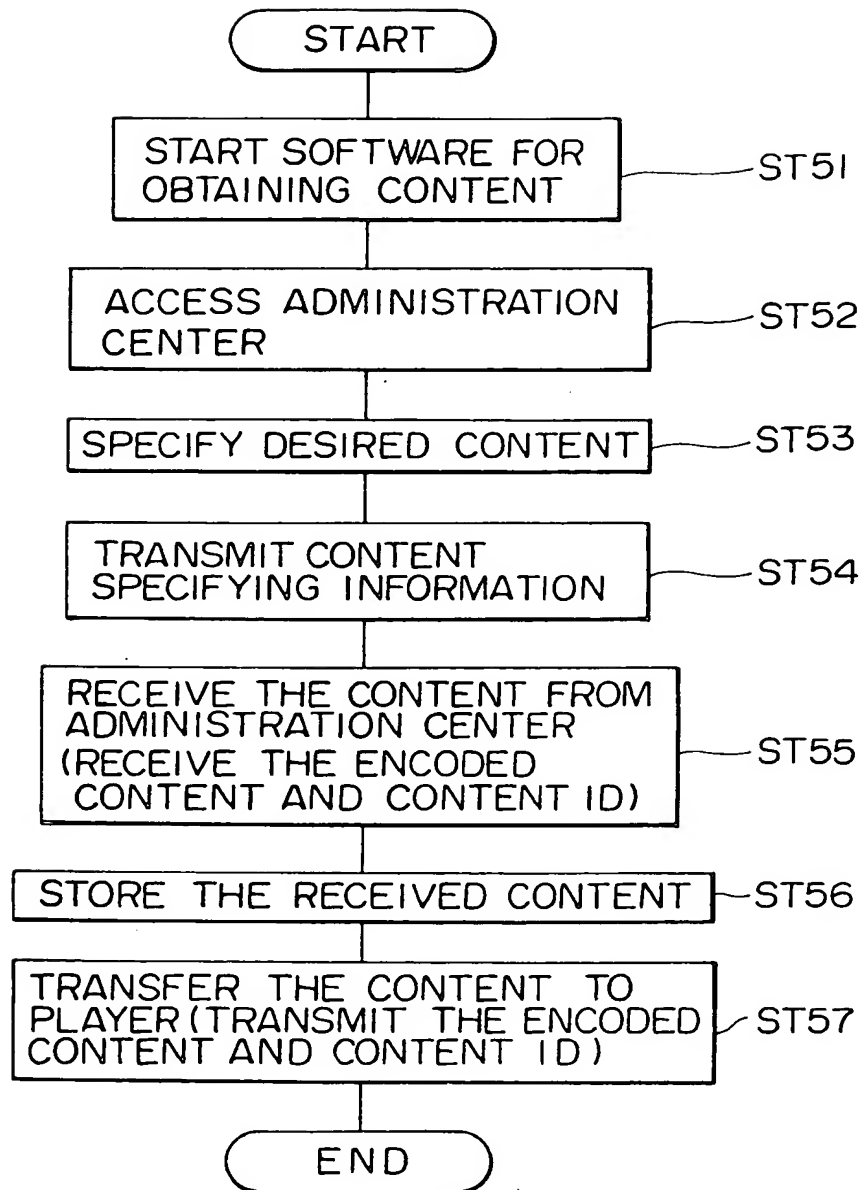 START
START SOFTWARE FOR
OBTAINING CONTENT
ST51
ACCESS ADMINISTRATION
CENTER
ST52
SPECIFY DESIRED CONTENT
ST53
TRANSMIT CONTENT
SPECIFYING INFORMATION
ST54
RECEIVE THE CONTENT FROM
ADMINISTRATION CENTER
(RECEIVE THE ENCODED
CONTENT AND CONTENT ID)
ST55
STORE THE RECEIVED CONTENT
ST56
TRANSFER THE CONTENT TO
PLAYER (TRANSMIT THE ENCODED
CONTENT AND CONTENT ID)
ST57
END